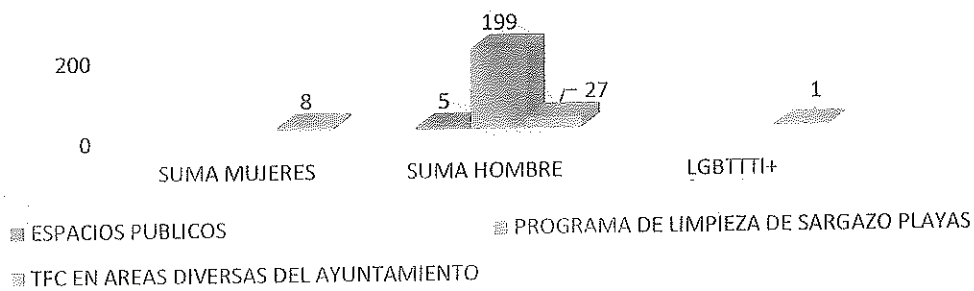 199
200
8
5
27
1
0
SUMA MUJERES
SUMA HOMBRE
LGBTTTI+
ESPACIOS PUBLICOS
PROGRAMA DE LIMPIEZA DE SARGAZO PLAYAS
TFC EN AREAS DIVERSAS DEL AYUNTAMIENTO